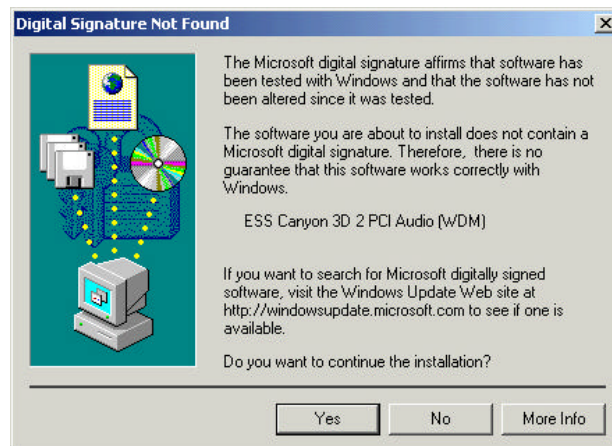 Digital Signature Not Found
The Microsoft digital signature affirms that software has
been tested with Windows and that the software has not
been altered since it was tested.
The software you are about to install does not contain a
Microsoft digital signature. Therefore, there is no
guarantee that this software works correctly with
Windows.
ESS Canyon 3D 2 PCI Audio (WDM)
If you want to search for Microsoft digitally signed
software, visit the Windows Update Web site at
http://windowsupdate.microsoft.com to see if one is
available.
Do you want to continue the installation?
Yes No More Info